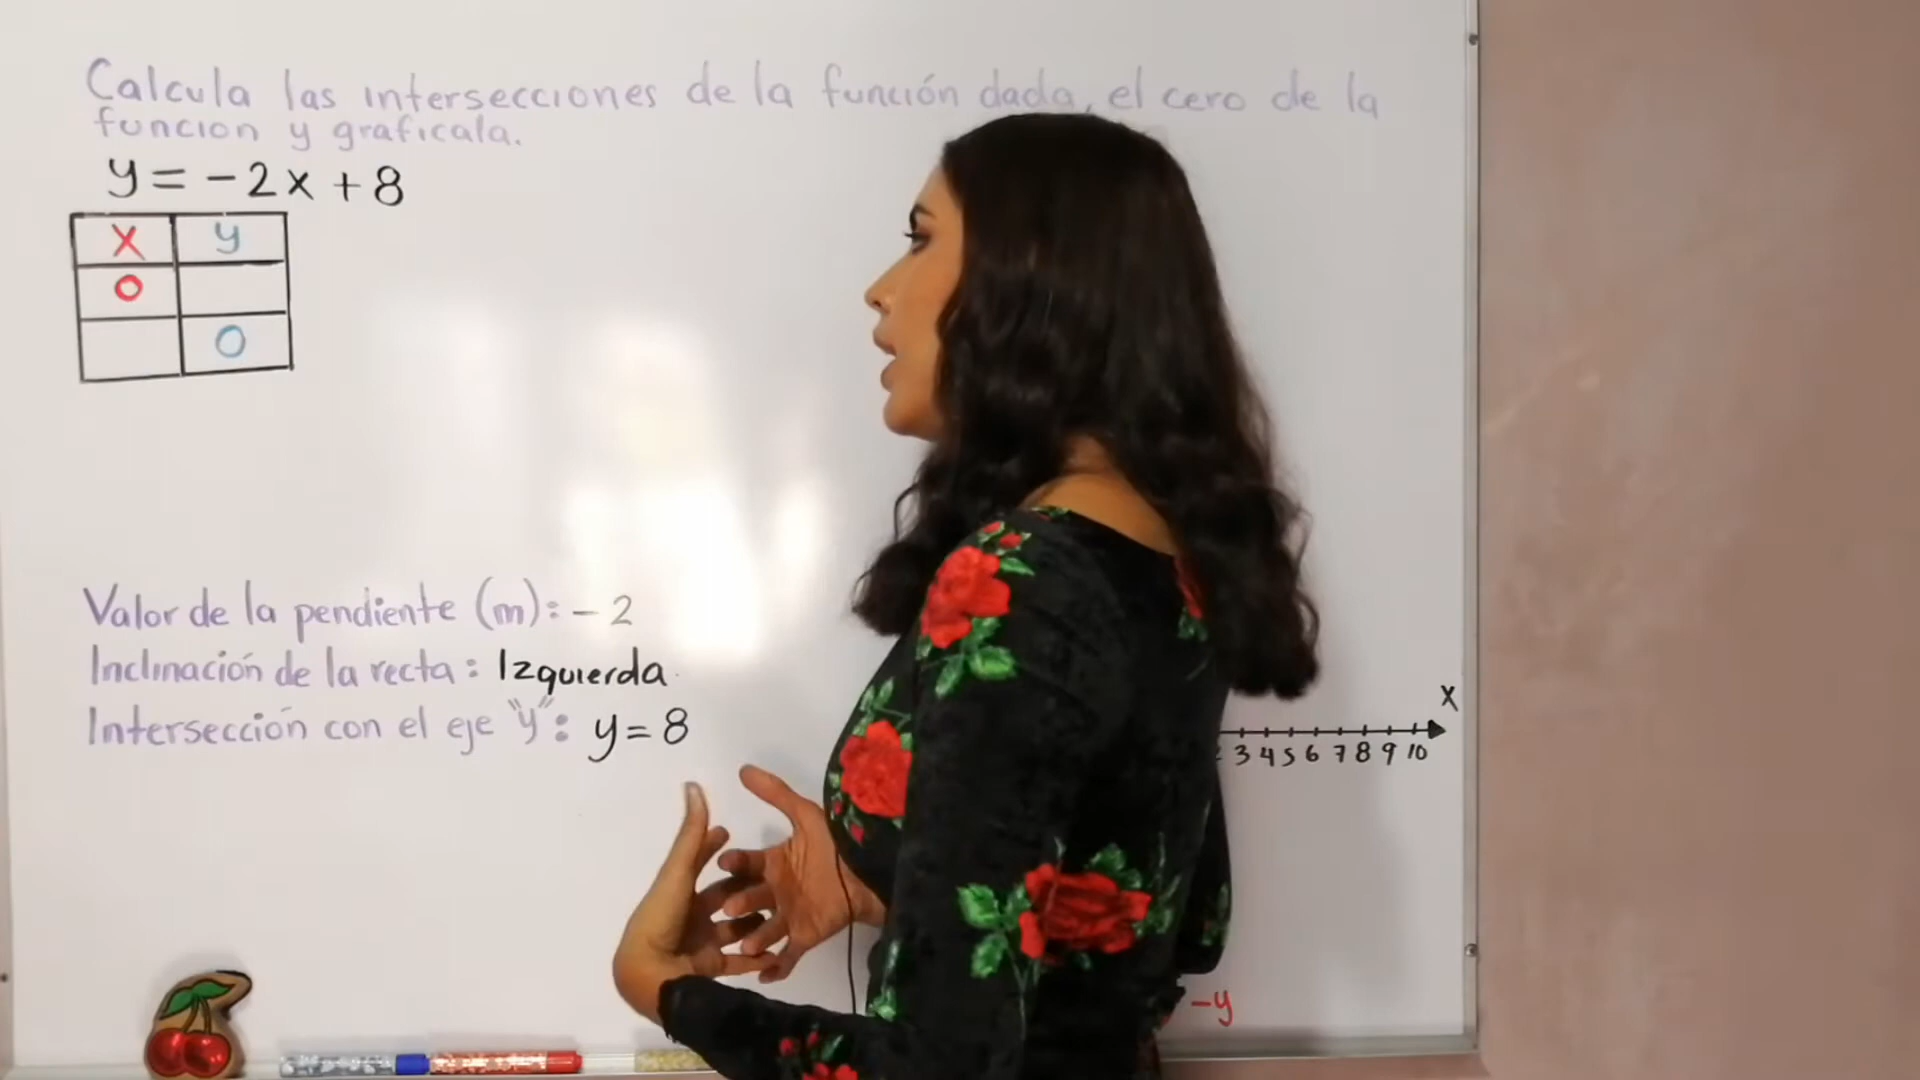 Calcula las intersecciones de la función dada, el cero de la
funcion y graficala.
y = -2x + 8
x y
0
0
Valor de la pendiente (m): -2
Inclinación de la recta: Izquierda
Intersección con el eje "y": y = 8
x
3 4 5 6 7 8 9 10
-y